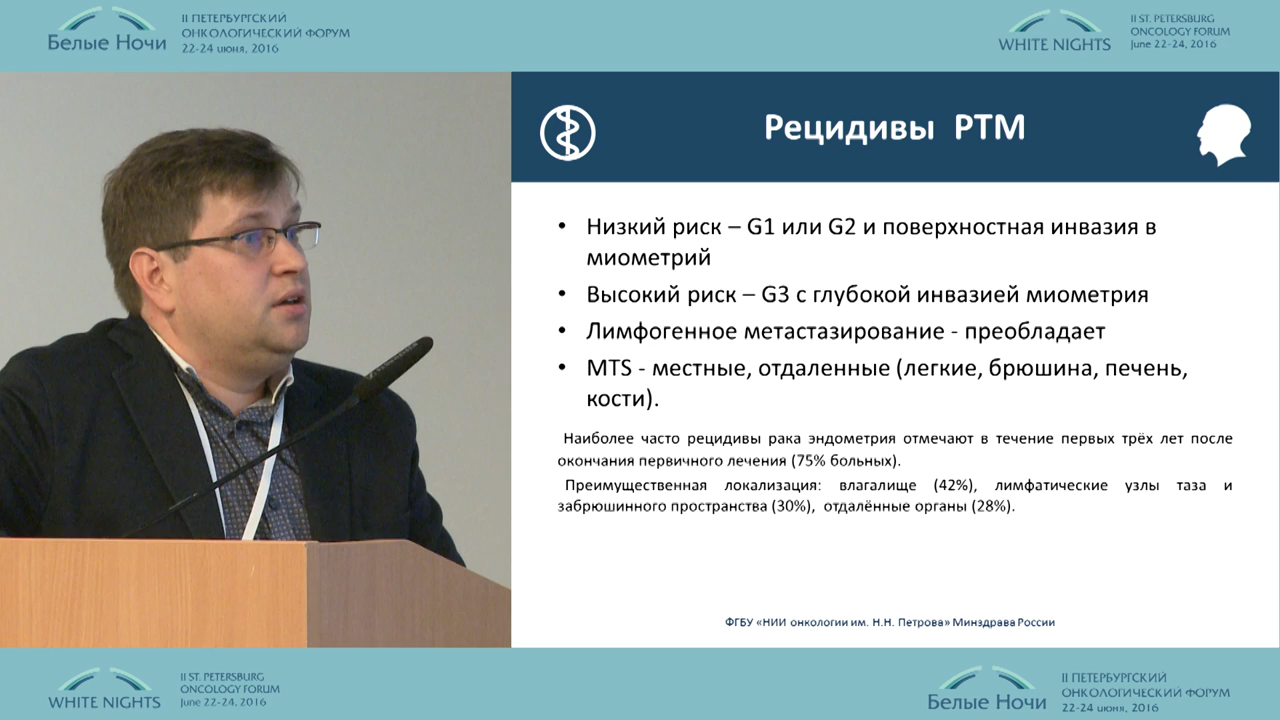 Белые Ночи
II ПЕТЕРБУРГСКИЙ
ОНКОЛОГИЧЕСКИЙ ФОРУМ
22-24 июня, 2016
WHITE NIGHTS
II ST. PETERSBURG
ONCOLOGY FORUM
June 22-24, 2016
Рецидивы РТМ
• Низкий риск – G1 или G2 и поверхностная инвазия в
миометрий
• Высокий риск – G3 с глубокой инвазией миометрия
• Лимфогенное метастазирование - преобладает
• MTS - местные, отдаленные (легкие, брюшина, печень,
кости).
Наиболее часто рецидивы рака эндометрия отмечают в течение первых трёх лет после
окончания первичного лечения (75% больных).
Преимущественная локализация: влагалище (42%), лимфатические узлы таза и
забрюшинного пространства (30%), отдалённые органы (28%).
ФГБУ «НИИ онкологии им. Н.Н. Петрова» Минздрава России
WHITE NIGHTS
II ST. PETERSBURG
ONCOLOGY FORUM
June 22-24, 2016
Белые Ночи
II ПЕТЕРБУРГСКИЙ
ОНКОЛОГИЧЕСКИЙ ФОРУМ
22-24 июня, 2016